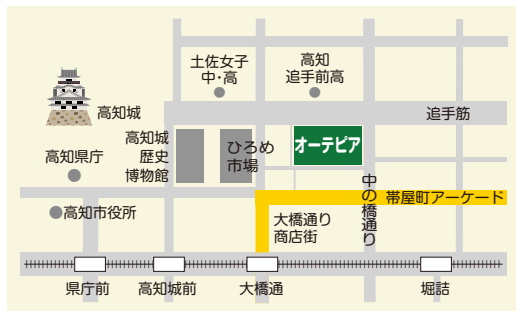 土佐女子
中・高
高知
追手前高
高知城
追手筋
高知城
歴史
博物館
ひろめ
市場
オーテピア
高知県庁
中の橋通り
帯屋町アーケード
高知市役所
大橋通り
商店街
県庁前
高知城前
大橋通
堀詰